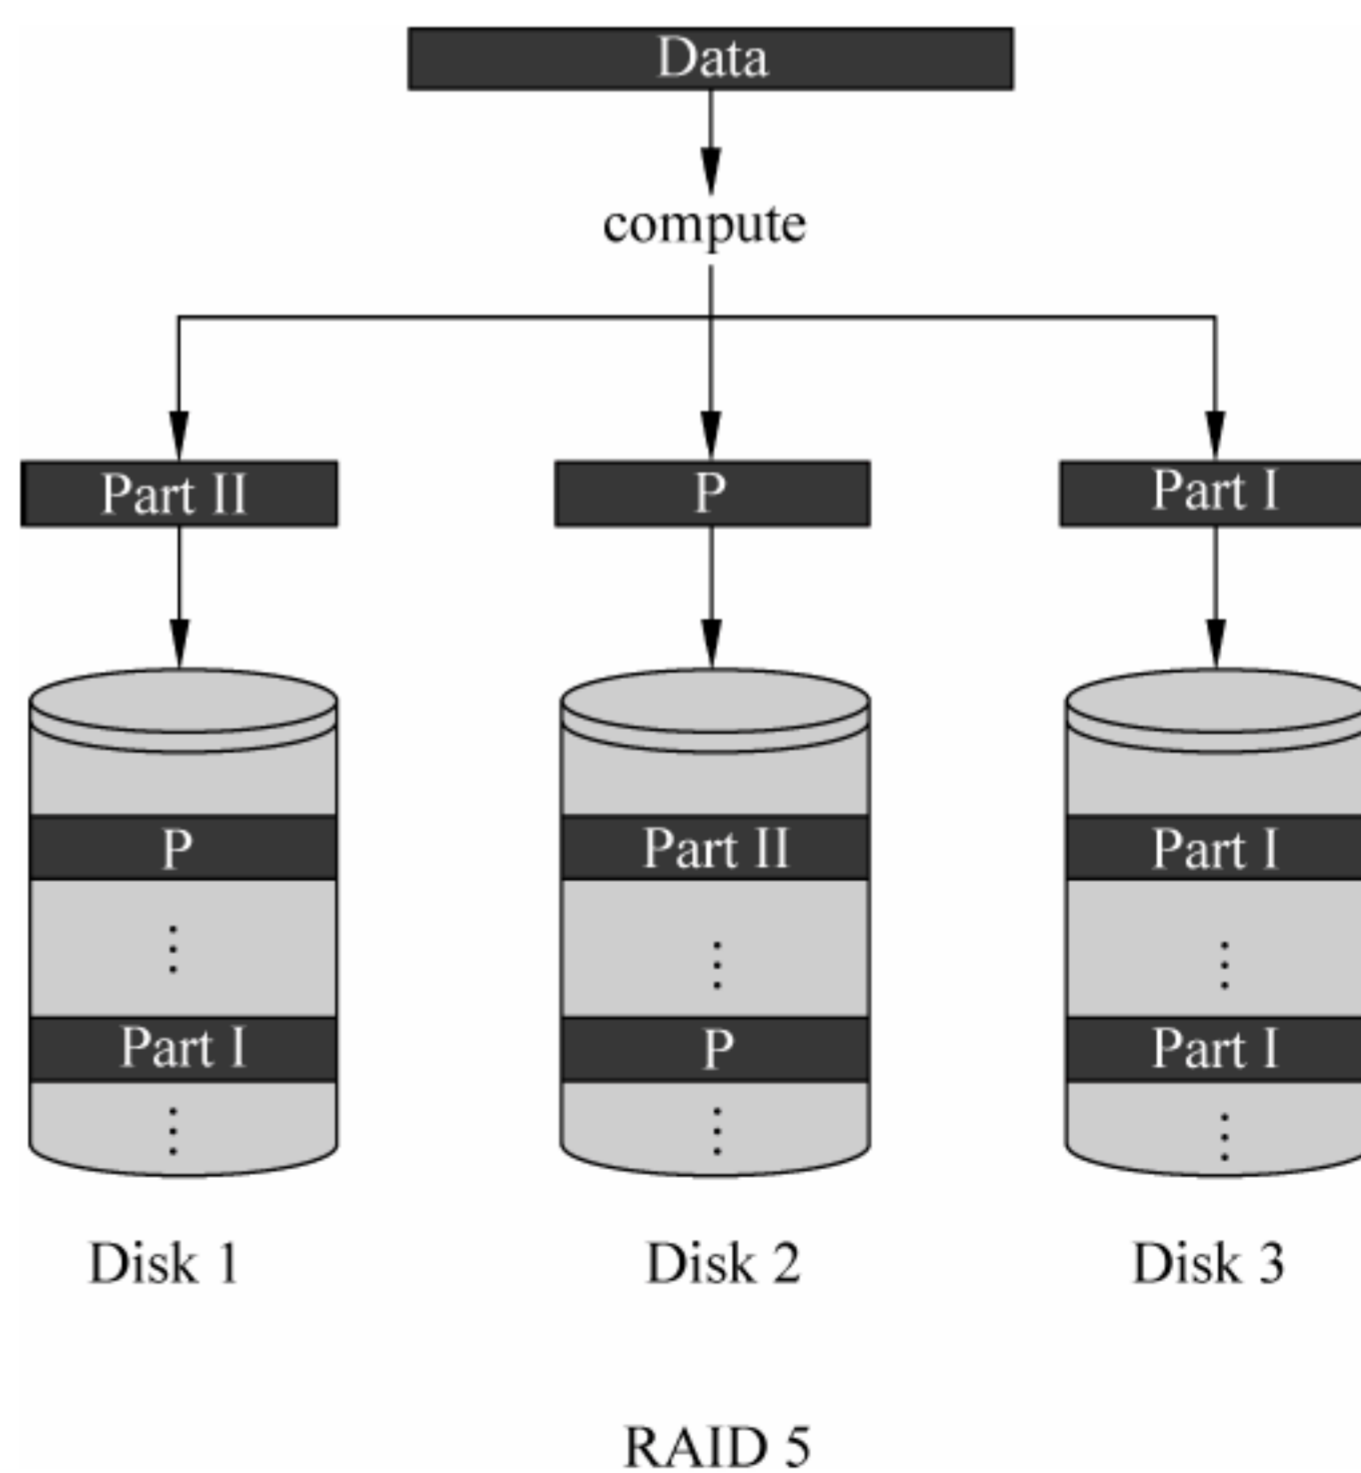 Data
compute
Part II P Part I
P Part II Part I
Part I P Part I
Disk 1 Disk 2 Disk 3
RAID 5